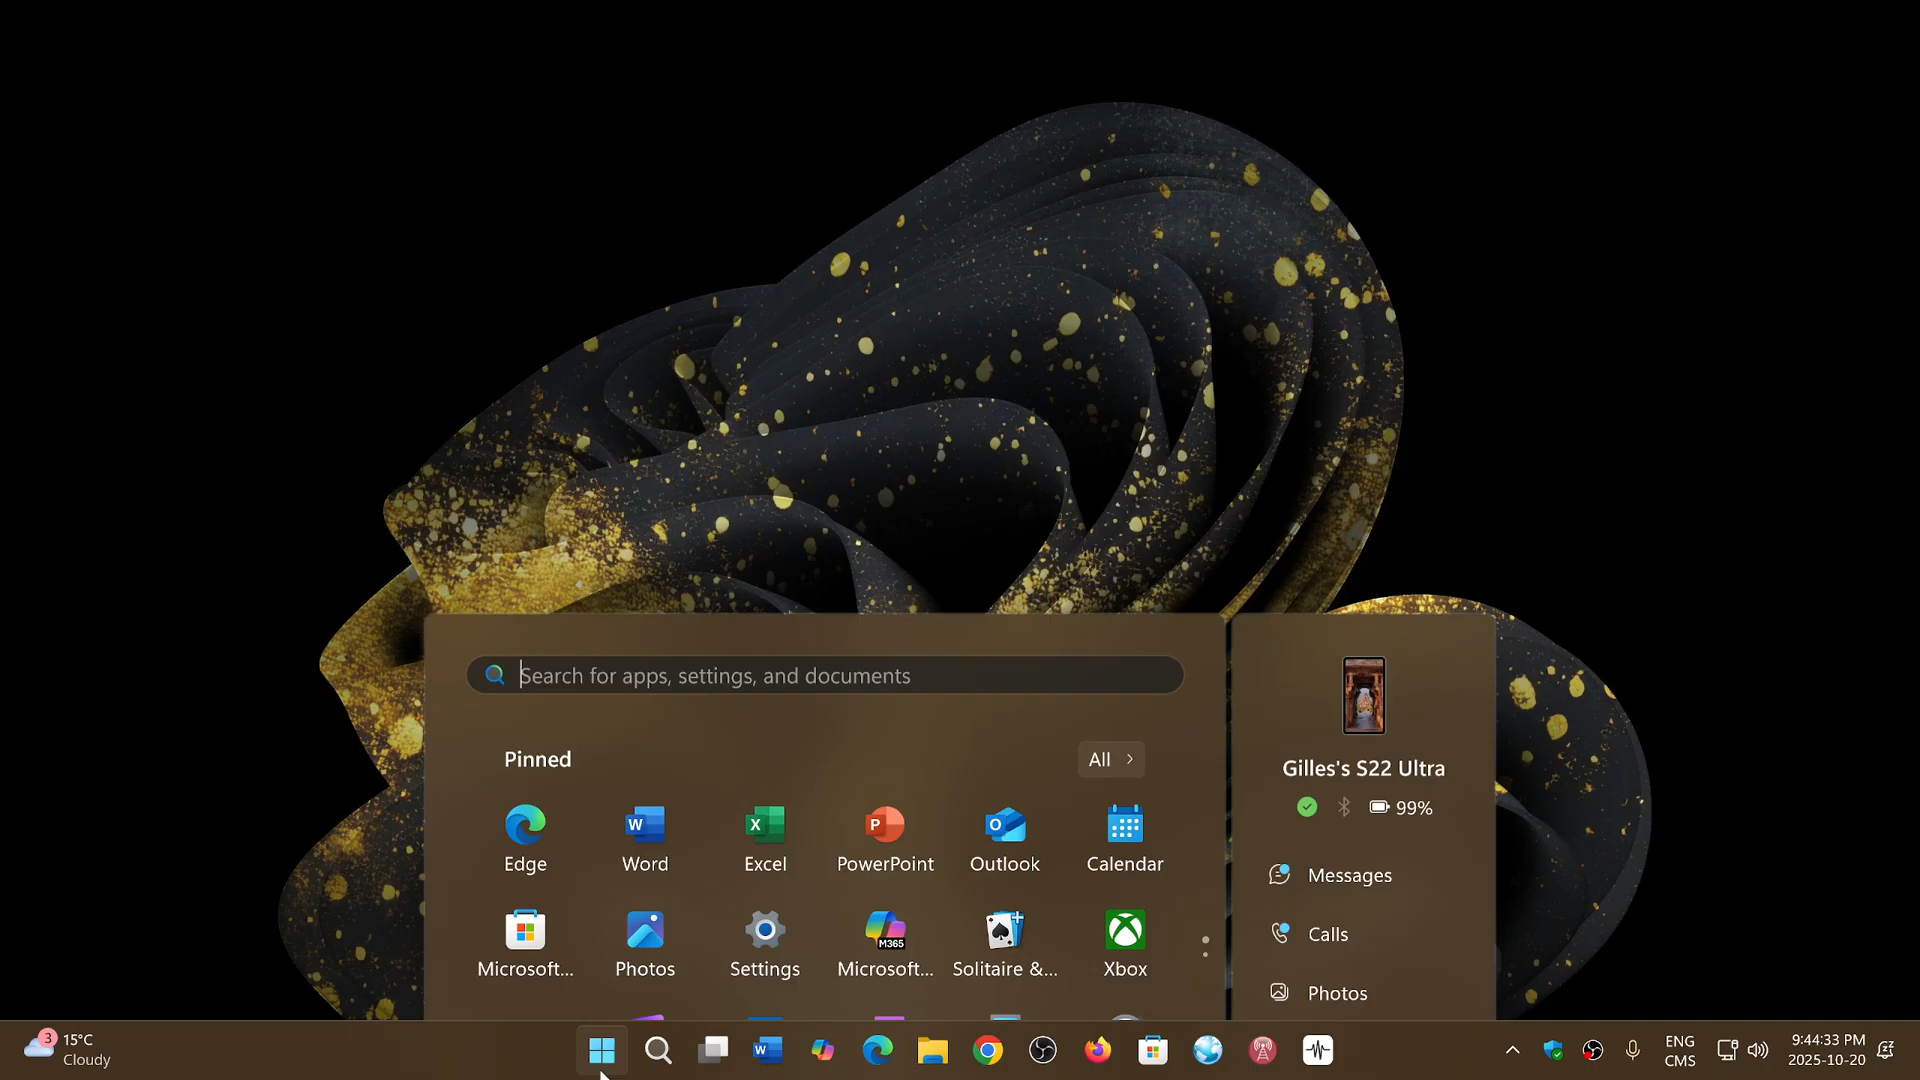 Search for apps, settings, and documents
Pinned
All
Edge
Word
Excel
PowerPoint
Outlook
Calendar
Microsoft...
Photos
Settings
M365
Microsoft...
Solitaire &...
Xbox
Gilles's S22 Ultra
99%
Messages
Calls
Photos
3
15°C
Cloudy
ENG
CMS
9:44:33 PM
2025-10-20